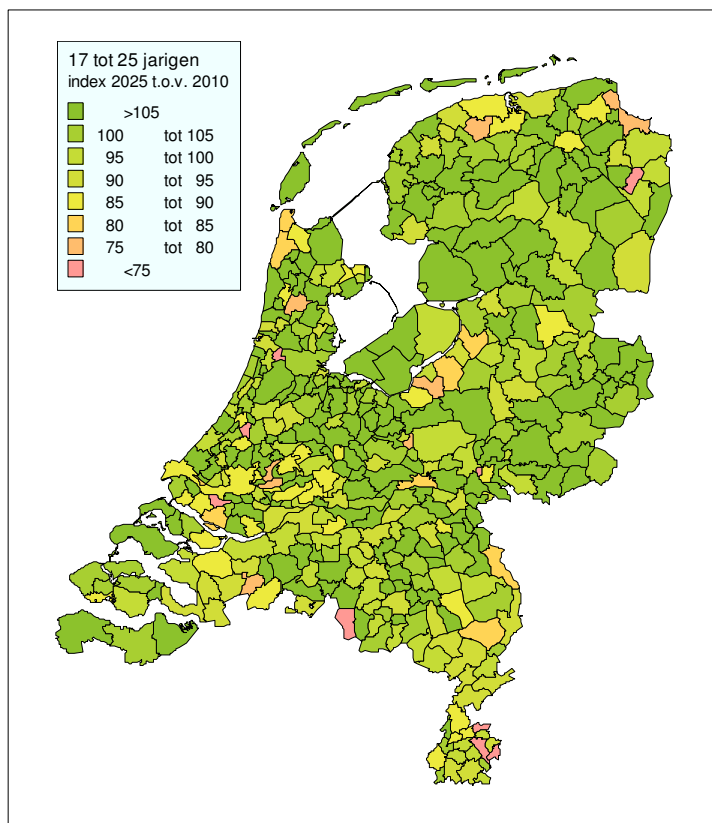 17 tot 25 jarigen
index 2025 t.o.v. 2010
>105
100 tot 105
95 tot 100
90 tot 95
85 tot 90
80 tot 85
75 tot 80
<75